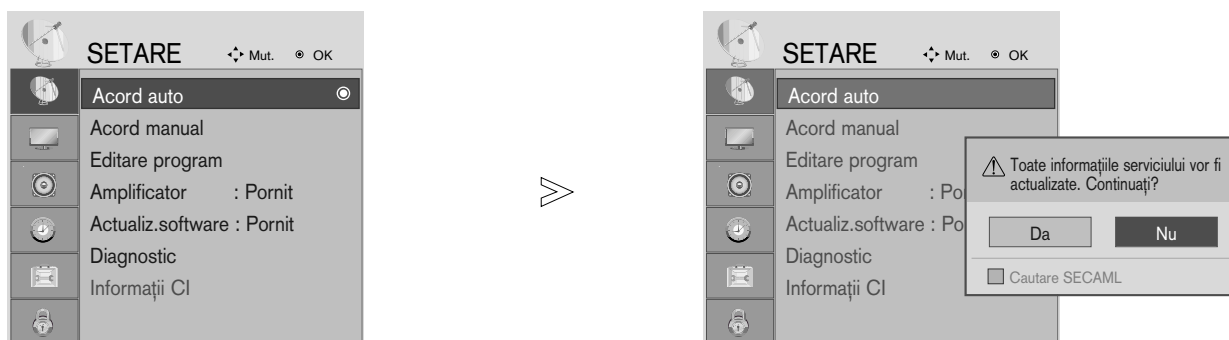 SETARE Mut. OK
Acord auto
Acord manual
Editare program
Amplificator : Pornit
Actualiz.software : Pornit
Diagnostic
Informații CI
SETARE Mut. OK
Acord auto
Acord manual
Editare program
Amplificator : Po
Actualiz.software : Po
Diagnostic
Informații CI
Toate informațiile serviciului vor fi
actualizate. Continuați?
Da Nu
Cautare SECAML